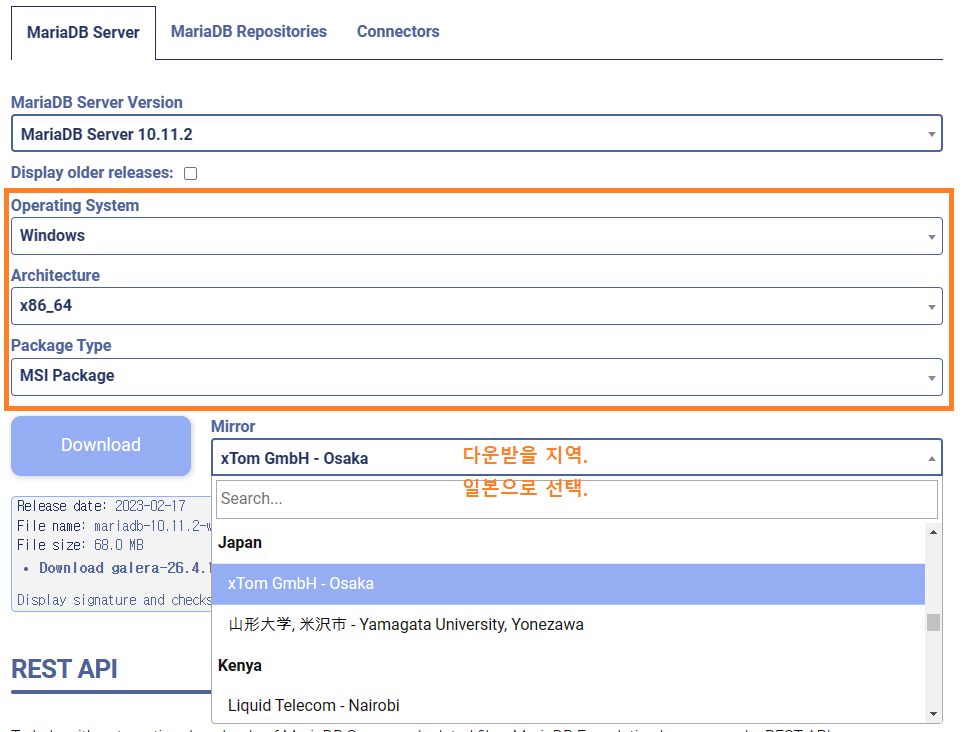 MariaDB Server MariaDB Repositories Connectors
MariaDB Server Version
MariaDB Server 10.11.2
Display older releases:
Operating System
Windows
Architecture
x86_64
Package Type
MSI Package
Download
Mirror
xTom GmbH - Osaka
다운받을 지역.
일본으로 선택.
Search...
Release date: 2023-02-17
File name: mariadb-10.11.2-w
File size: 68.0 MB
• Download galera-26.4.1
Display signature and checks
Japan
xTom GmbH - Osaka
山形大学, 米沢市 - Yamagata University, Yonezawa
Kenya
Liquid Telecom - Nairobi
REST API